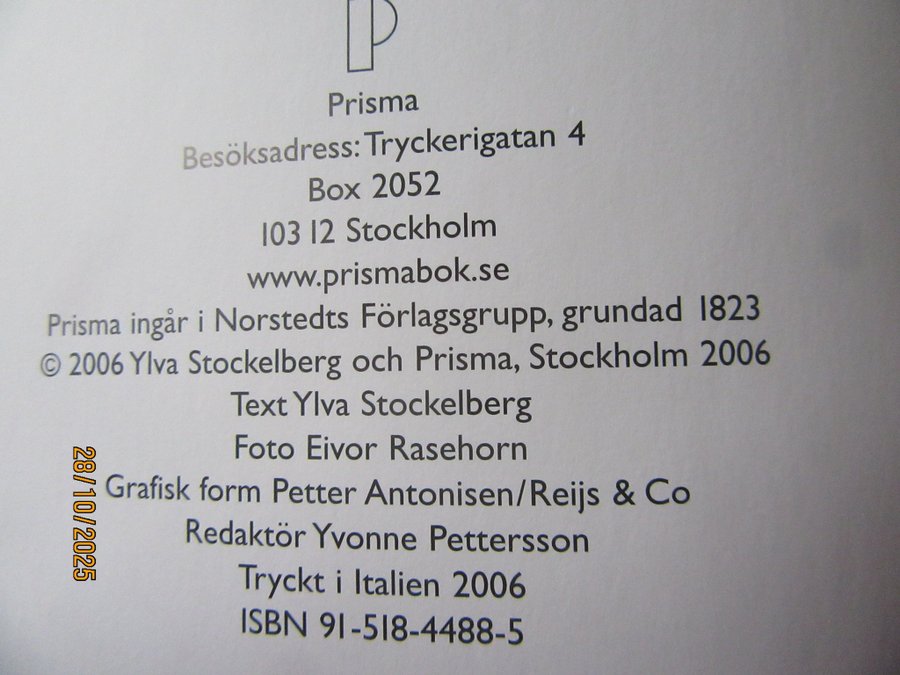 Prisma
Besöksadress: Tryckerigatan 4
Box 2052
103 12 Stockholm
www.prismabok.se
Prisma ingår i Norstedts Förlagsgrupp, grundad 1823
© 2006 Ylva Stockelberg och Prisma, Stockholm 2006
Text Ylva Stockelberg
Foto Eivor Rasehorn
Grafisk form Petter Antonisen/Reijs & Co
Redaktör Yvonne Pettersson
Tryckt i Italien 2006
ISBN 91-518-4488-5
28/10/2025